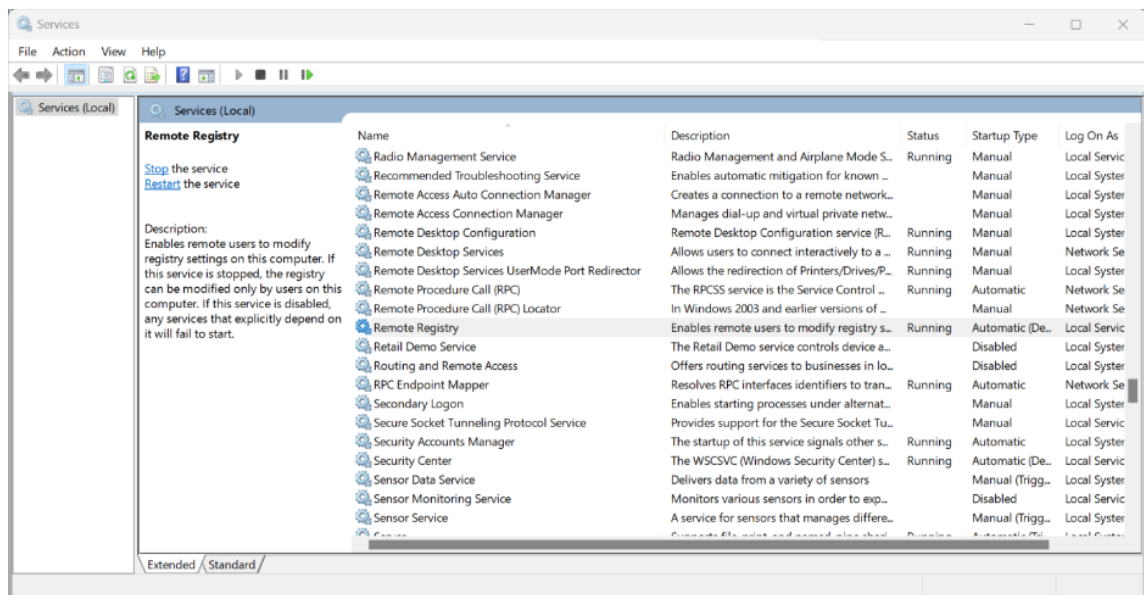 Services
File Action View Help
Services (Local)
Services (Local)
Remote Registry
Stop the service
Restart the service
Description:
Enables remote users to modify
registry settings on this computer. If
this service is stopped, the registry
can be modified only by users on this
computer. If this service is disabled,
any services that explicitly depend on
it will fail to start.
Name Description Status Startup Type Log On As
Radio Management Service Radio Management and Airplane Mode S... Running Manual Local Servic
Recommended Troubleshooting Service Enables automatic mitigation for known ... Manual Local Syster
Remote Access Auto Connection Manager Creates a connection to a remote network... Manual Local Syster
Remote Access Connection Manager Manages dial-up and virtual private netw... Manual Local Syster
Remote Desktop Configuration Remote Desktop Configuration service (R... Running Manual Local Syster
Remote Desktop Services Allows users to connect interactively to a ... Running Manual Network Se
Remote Desktop Services UserMode Port Redirector Allows the redirection of Printers/Drives/P... Running Manual Local Syster
Remote Procedure Call (RPC) The RPCSS service is the Service Control ... Running Automatic Network Se
Remote Procedure Call (RPC) Locator In Windows 2003 and earlier versions of ... Manual Network Se
Remote Registry Enables remote users to modify registry s... Running Automatic (De... Local Servic
Retail Demo Service The Retail Demo service controls device a... Disabled Local Syster
Routing and Remote Access Offers routing services to businesses in lo... Disabled Local Syster
RPC Endpoint Mapper Resolves RPC interfaces identifiers to tran... Running Automatic Network Se
Secondary Logon Enables starting processes under alternat... Manual Local Syster
Secure Socket Tunneling Protocol Service Provides support for the Secure Socket Tu... Manual Local Servic
Security Accounts Manager The startup of this service signals other s... Running Automatic Local Syster
Security Center The WSCSVC (Windows Security Center) s... Running Automatic (De... Local Servic
Sensor Data Service Delivers data from a variety of sensors Manual (Trigg... Local Syster
Sensor Monitoring Service Monitors various sensors in order to exp... Disabled Local Servic
Sensor Service A service for sensors that manages differe... Manual (Trigg... Local Syster
Extended Standard